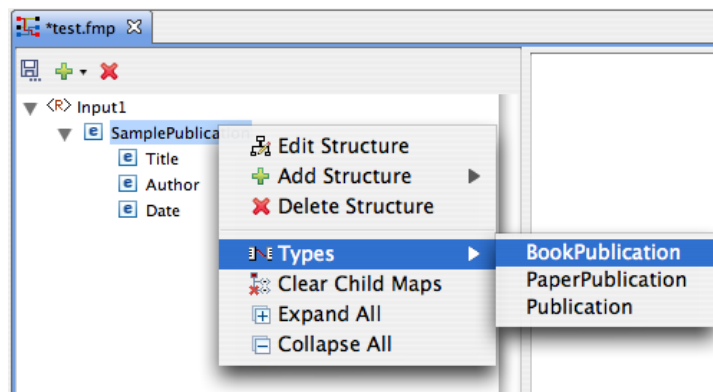 *test.fmp
<R> Input1
e SamplePublica
e Title
e Author
e Date
Edit Structure
Add Structure
Delete Structure
Types
Clear Child Maps
Expand All
Collapse All
BookPublication
PaperPublication
Publication